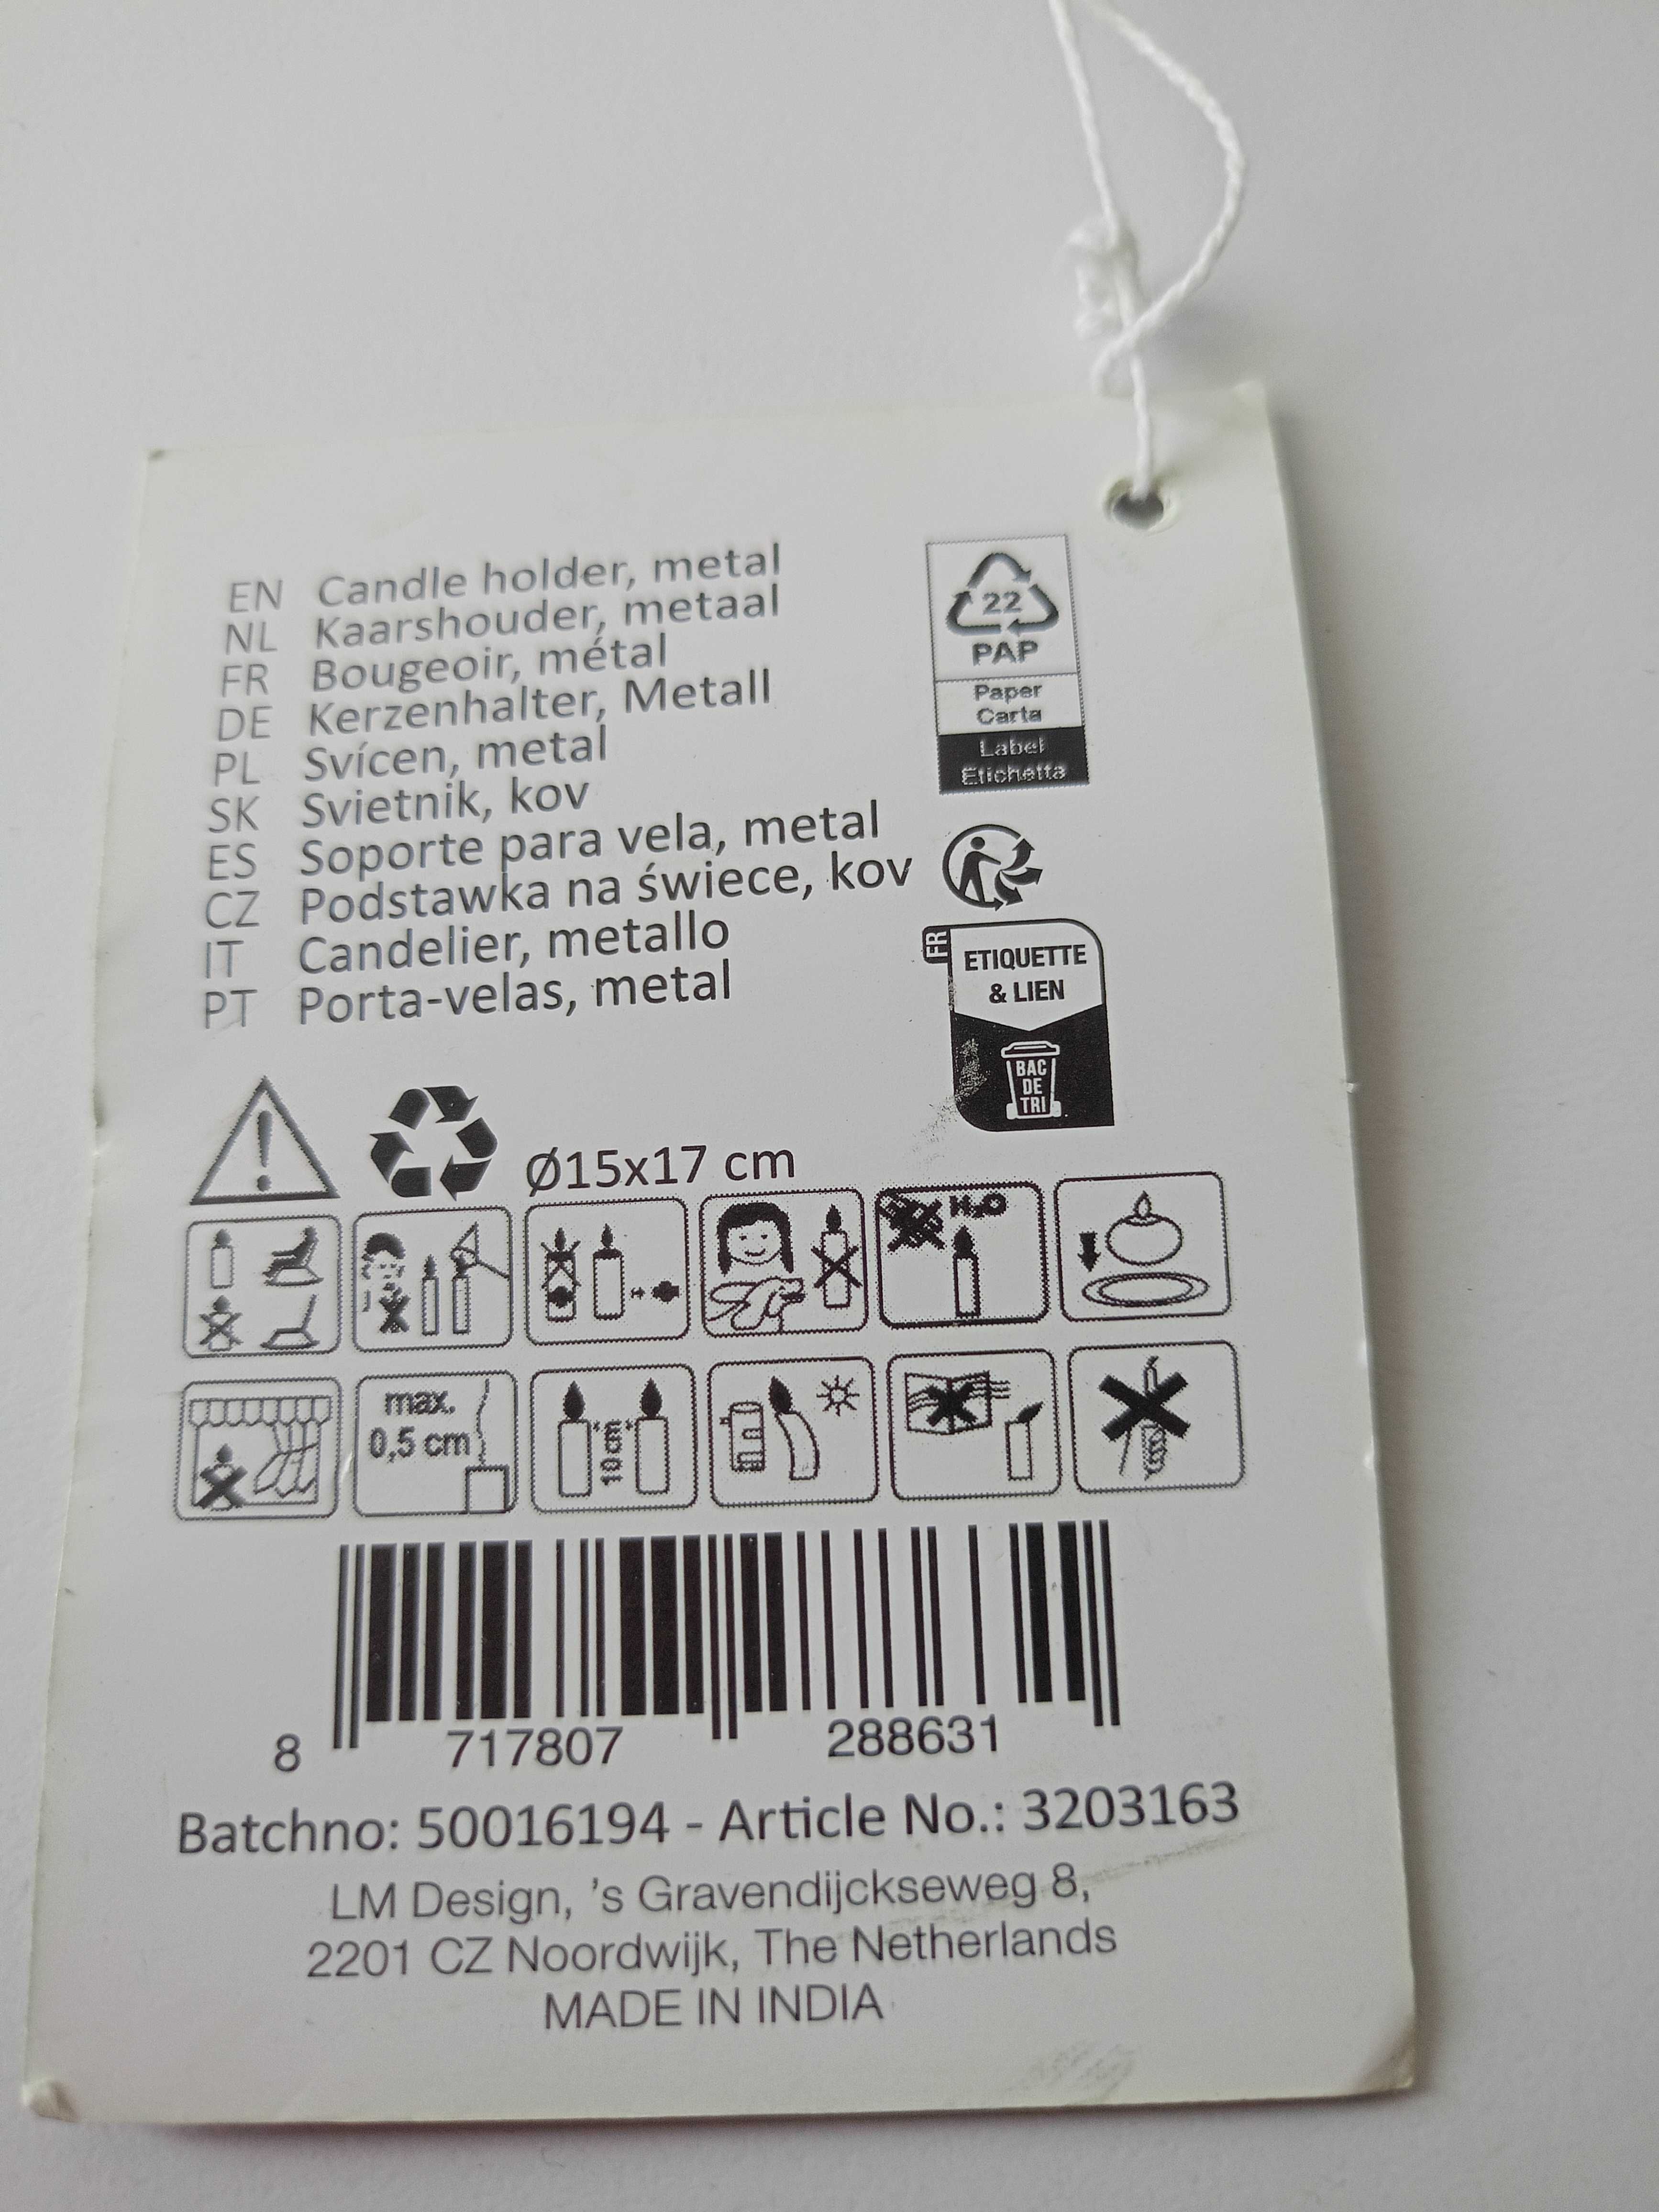 EN Candle holder, metal
NL Kaarshouder, metaal
FR Bougeoir, métal
DE Kerzenhalter, Metall
PL Svícen, metal
SK Svietnik, kov
ES Soporte para vela, metal
CZ Podstawka na świece, kov
IT Candelier, metallo
PT Porta-velas, metal
22
PAP
Paper
Carta
Label
Etichetta
FR
ETIQUETTE
& LIEN
BAC
DE
TRI
Ø15x17 cm
H₂O
max.
0,5 cm
10 cm
8 717807 288631
Batchno: 50016194 - Article No.: 3203163
LM Design, 's Gravendijckseweg 8,
2201 CZ Noordwijk, The Netherlands
MADE IN INDIA